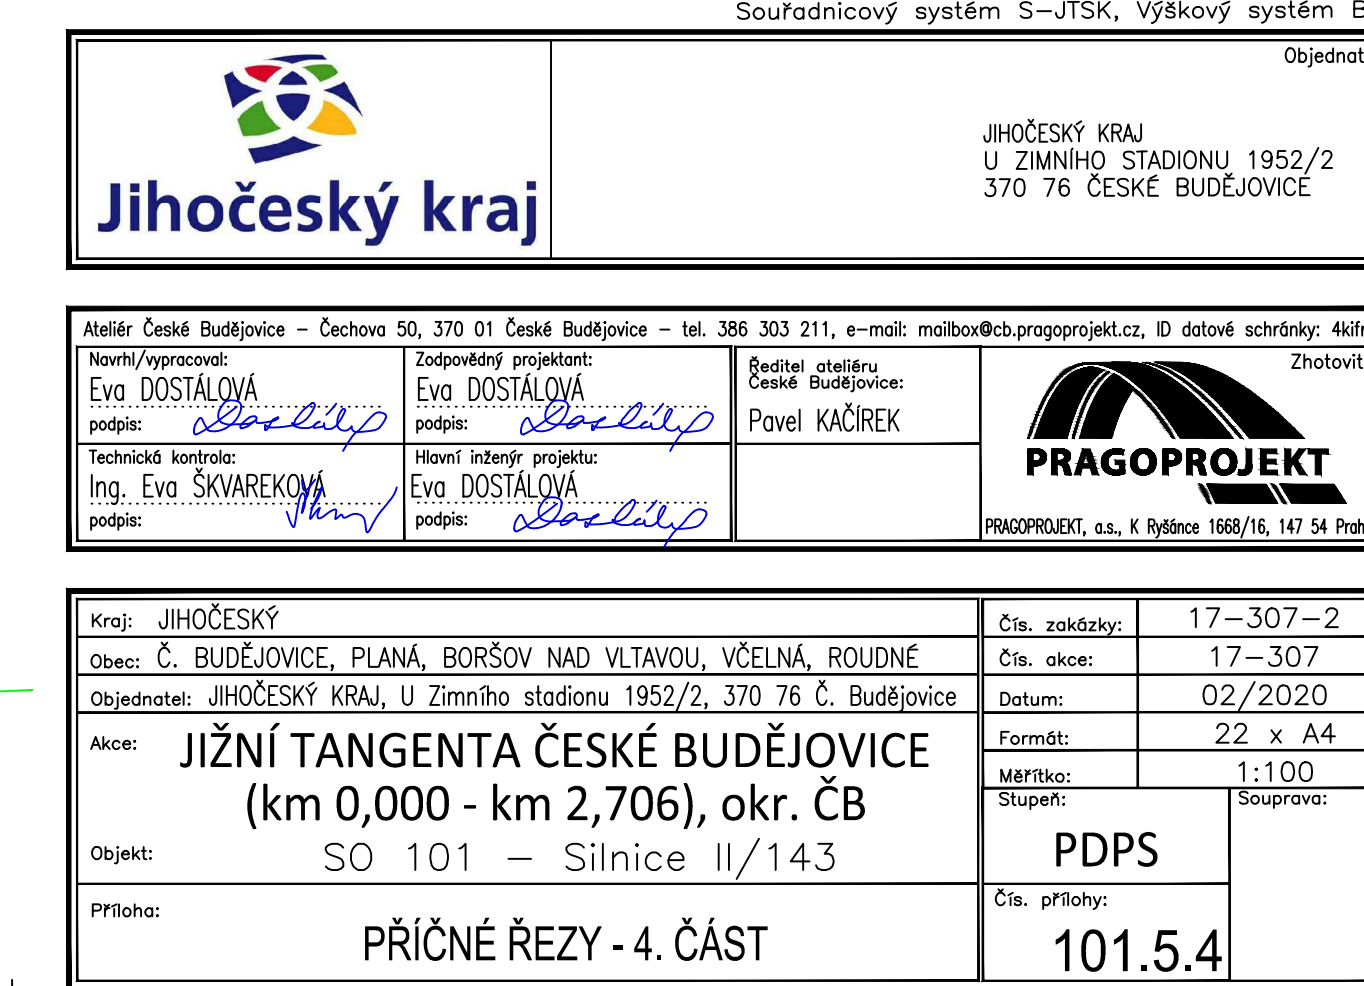 Souřadnicový systém S-JTSK, Výškový systém
Jihočeský kraj
JIHOČESKÝ KRAJ
U ZIMNÍHO STADIONU 1952/2
370 76 ČESKÉ BUDĚJOVICE
Ateliér České Budějovice - Čechova 50, 370 01 České Budějovice - tel. 386 303 211, e-mail: mailbox@cb.pragoprojekt.cz, ID datové schránky:
Navrhl/vypracoval:
Eva DOSTÁLOVÁ
podpis:
Zodpovědný projektant:
Eva DOSTÁLOVÁ
podpis:
Ředitel ateliéru
České Budějovice:
Pavel KAČÍREK
Technická kontrola:
Ing. Eva ŠKVAREKOVÁ
podpis:
Hlavní inženýr projektu:
Eva DOSTÁLOVÁ
podpis:
PRAGOPROJEKT
PRAGOPROJEKT, a.s., K Ryšánce 1668/16, 147 54
Kraj: JIHOČESKÝ
Obec: Č. BUDĚJOVICE, PLANÁ, BORŠOV NAD VLTAVOU, VČELNÁ, ROUDNÉ
Objednatel: JIHOČESKÝ KRAJ, U Zimního stadionu 1952/2, 370 76 Č. Budějovice
Akce: JIŽNÍ TANGENTA ČESKÉ BUDĚJOVICE
(km 0,000 - km 2,706), okr. ČB
Objekt: SO 101 - Silnice II/143
Příloha:
PŘÍČNÉ ŘEZY - 4. ČÁST
Čís. zakázky: 17-307-2
Čís. akce: 17-307
Datum: 02/2020
Formát: 22 x A4
Měřítko: 1:100
Stupeň:
PDPS
Souprava:
Čís. přílohy:
101.5.4